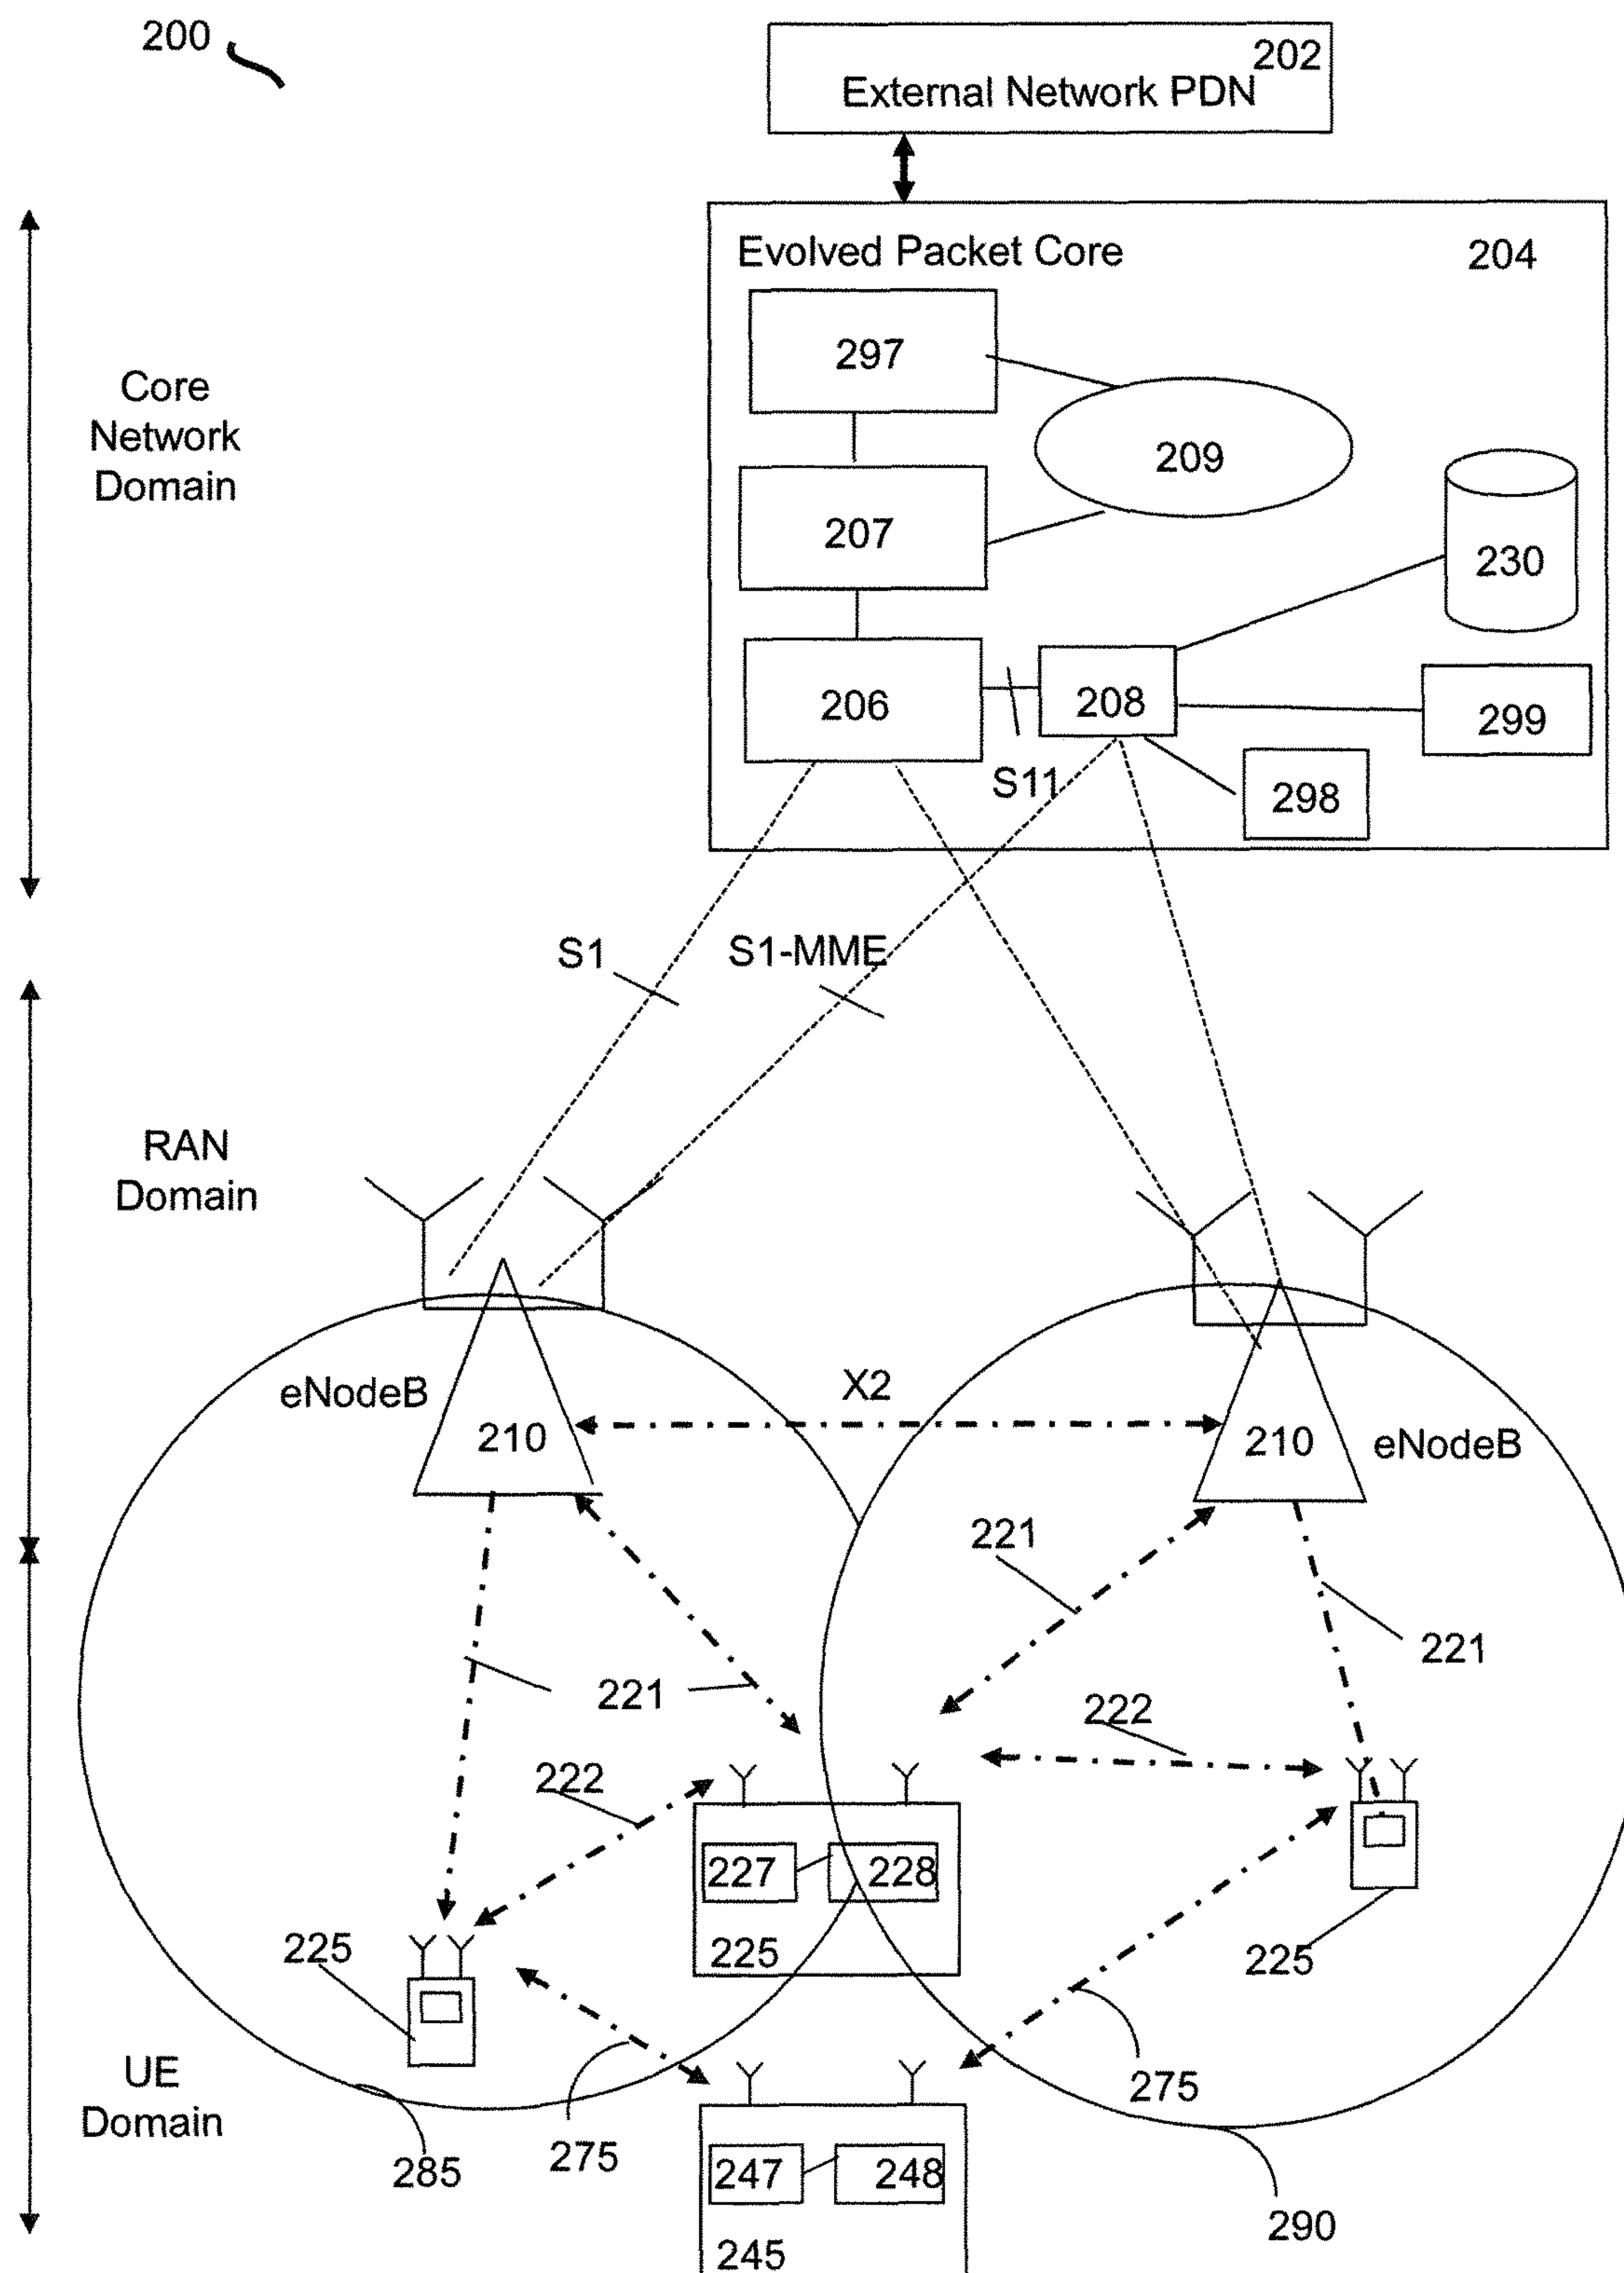 200
202
External Network PDN
Evolved Packet Core
204
297
Core
Network
Domain
209
207
230
206
208
299
S11
298
S1
S1-MME
RAN
Domain
eNodeB
X2
210
210
eNodeB
221
221
221
222
222
227
228
225
225
225
UE
Domain
275
285
275
247
248
290
245